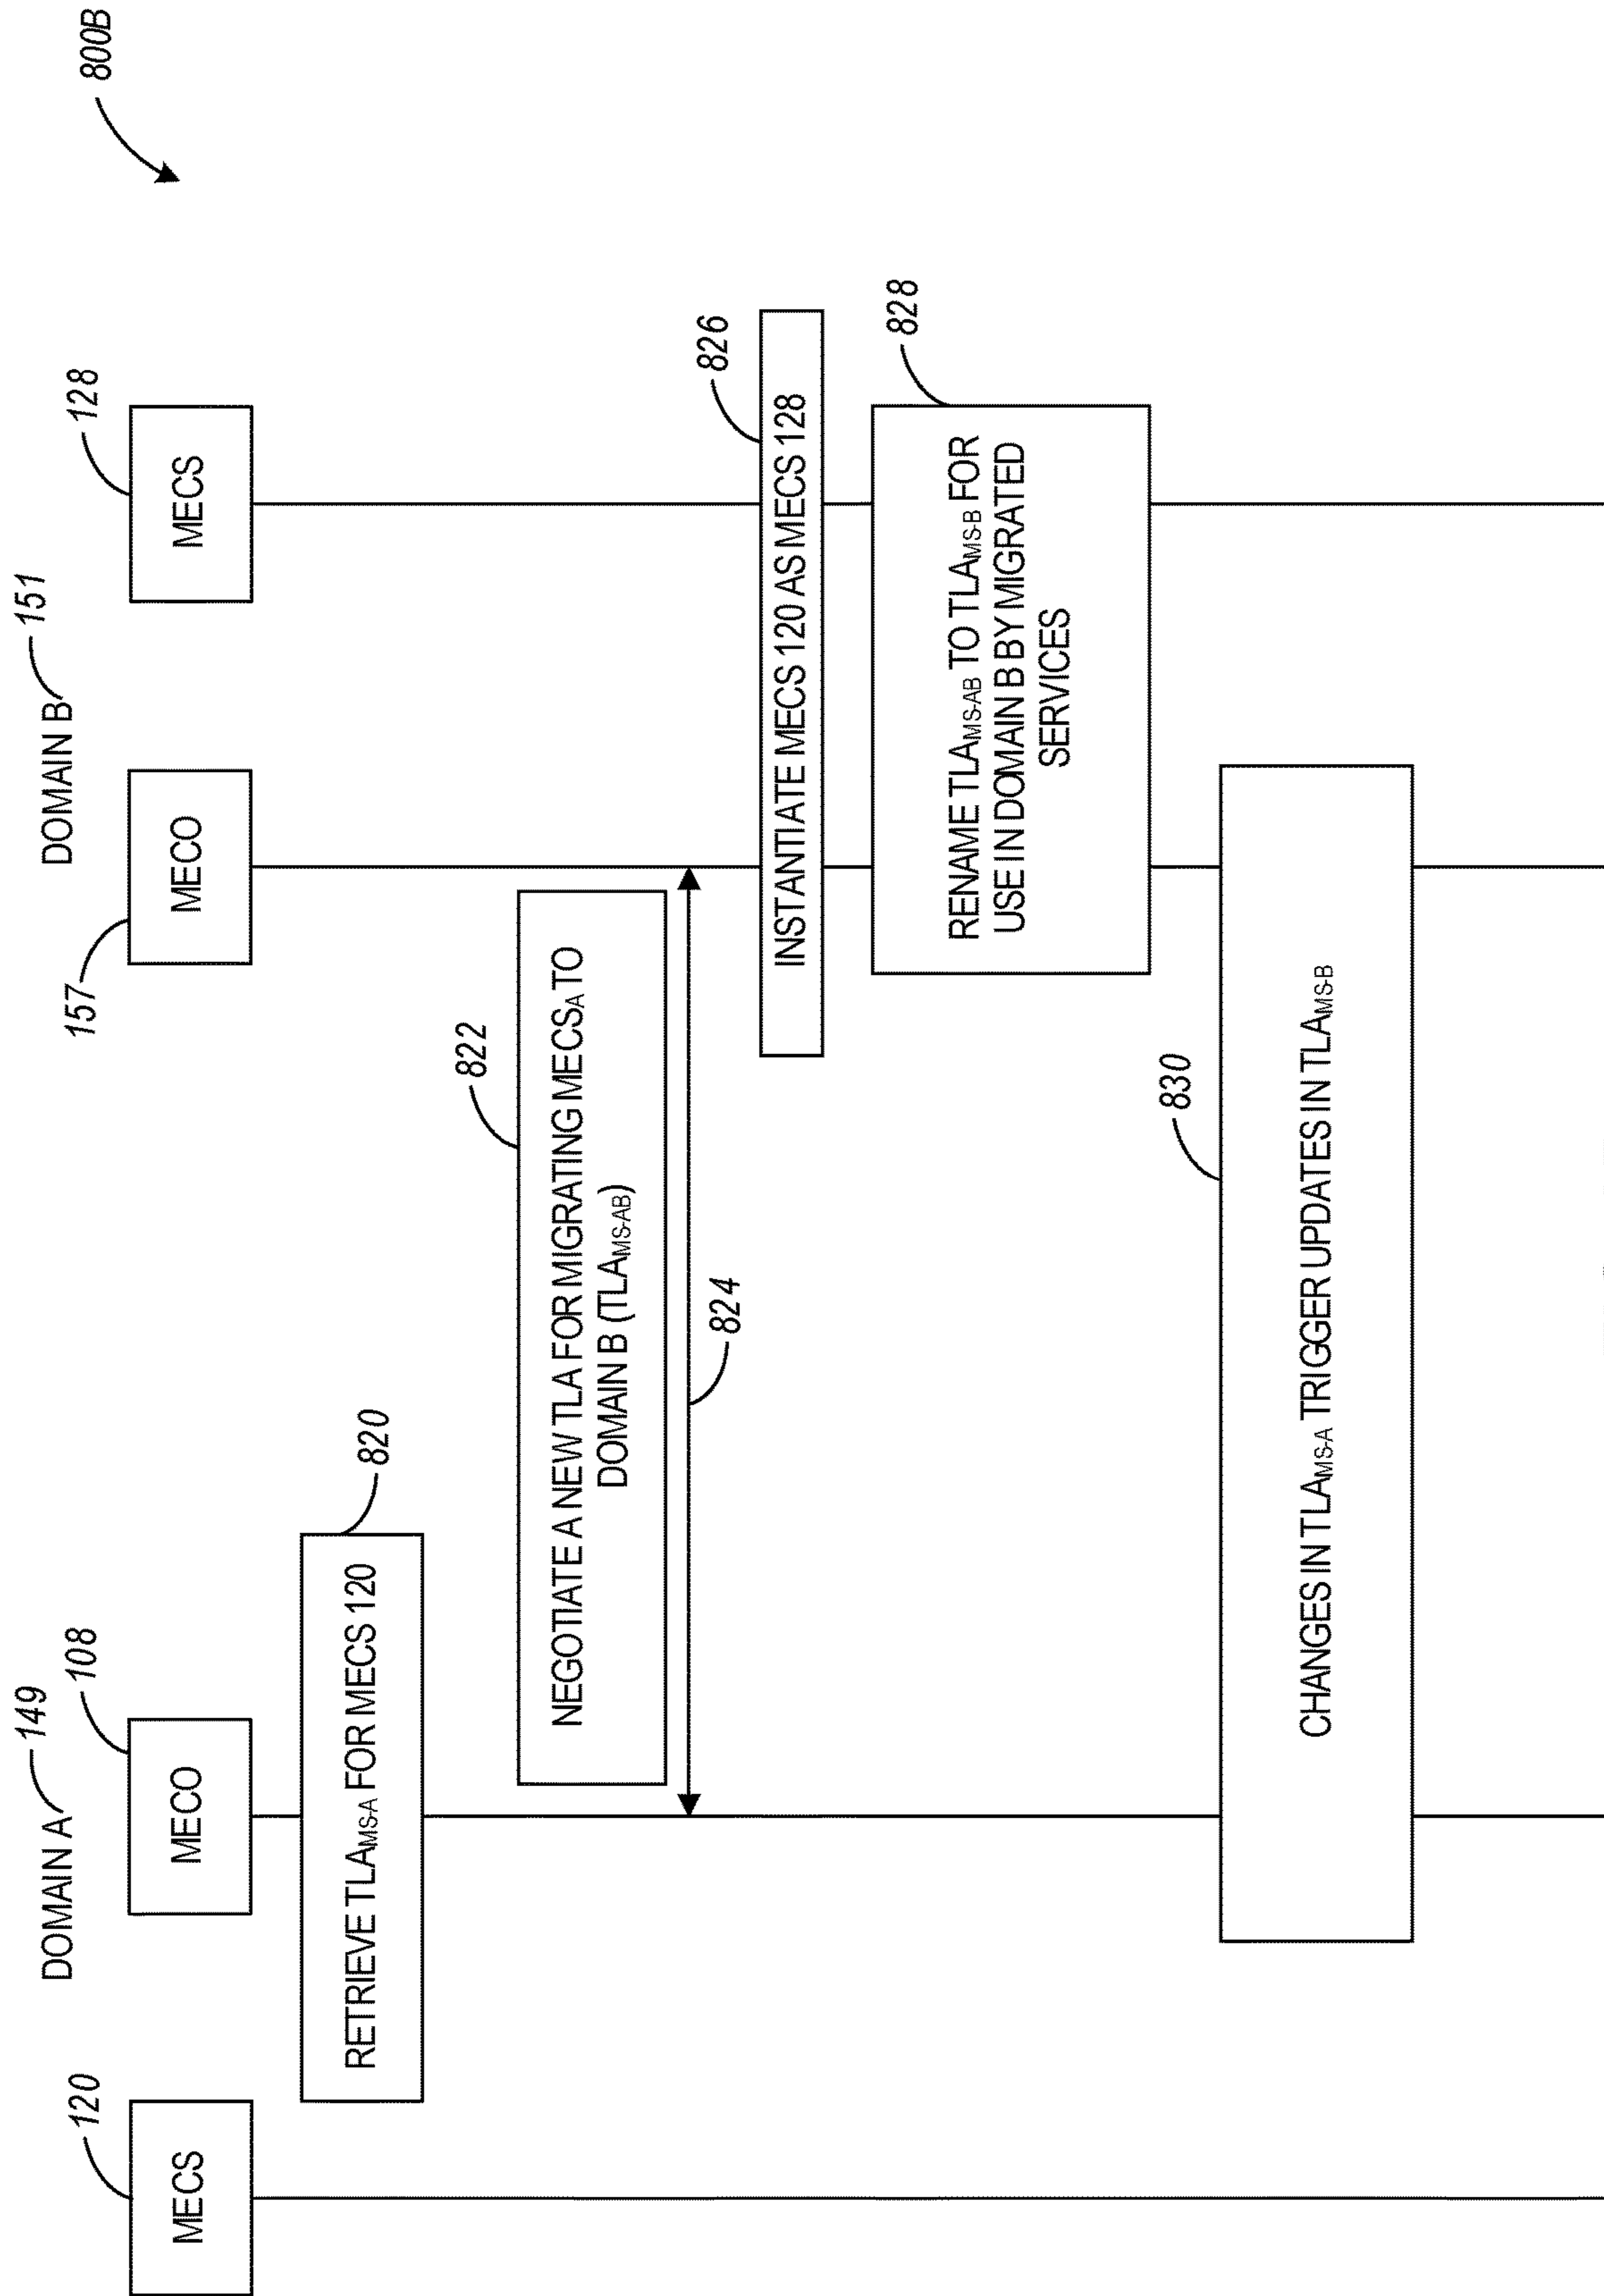 800B
DOMAIN A 149
DOMAIN B 151
120
108
157
128
MECS
MECO
MECO
MECS
RETRIEVE TLAMS-A FOR MECS 120
820
822
NEGOTIATE A NEW TLA FOR MIGRATING MECSA TO
DOMAIN B (TLAMS-AB)
824
826
INSTANTIATE MECS 120 AS MECS 128
828
RENAME TLAMS-AB TO TLAMS-B FOR
USE IN DOMAIN B BY MIGRATED
SERVICES
830
CHANGES IN TLAMS-A TRIGGER UPDATES IN TLAMS-B